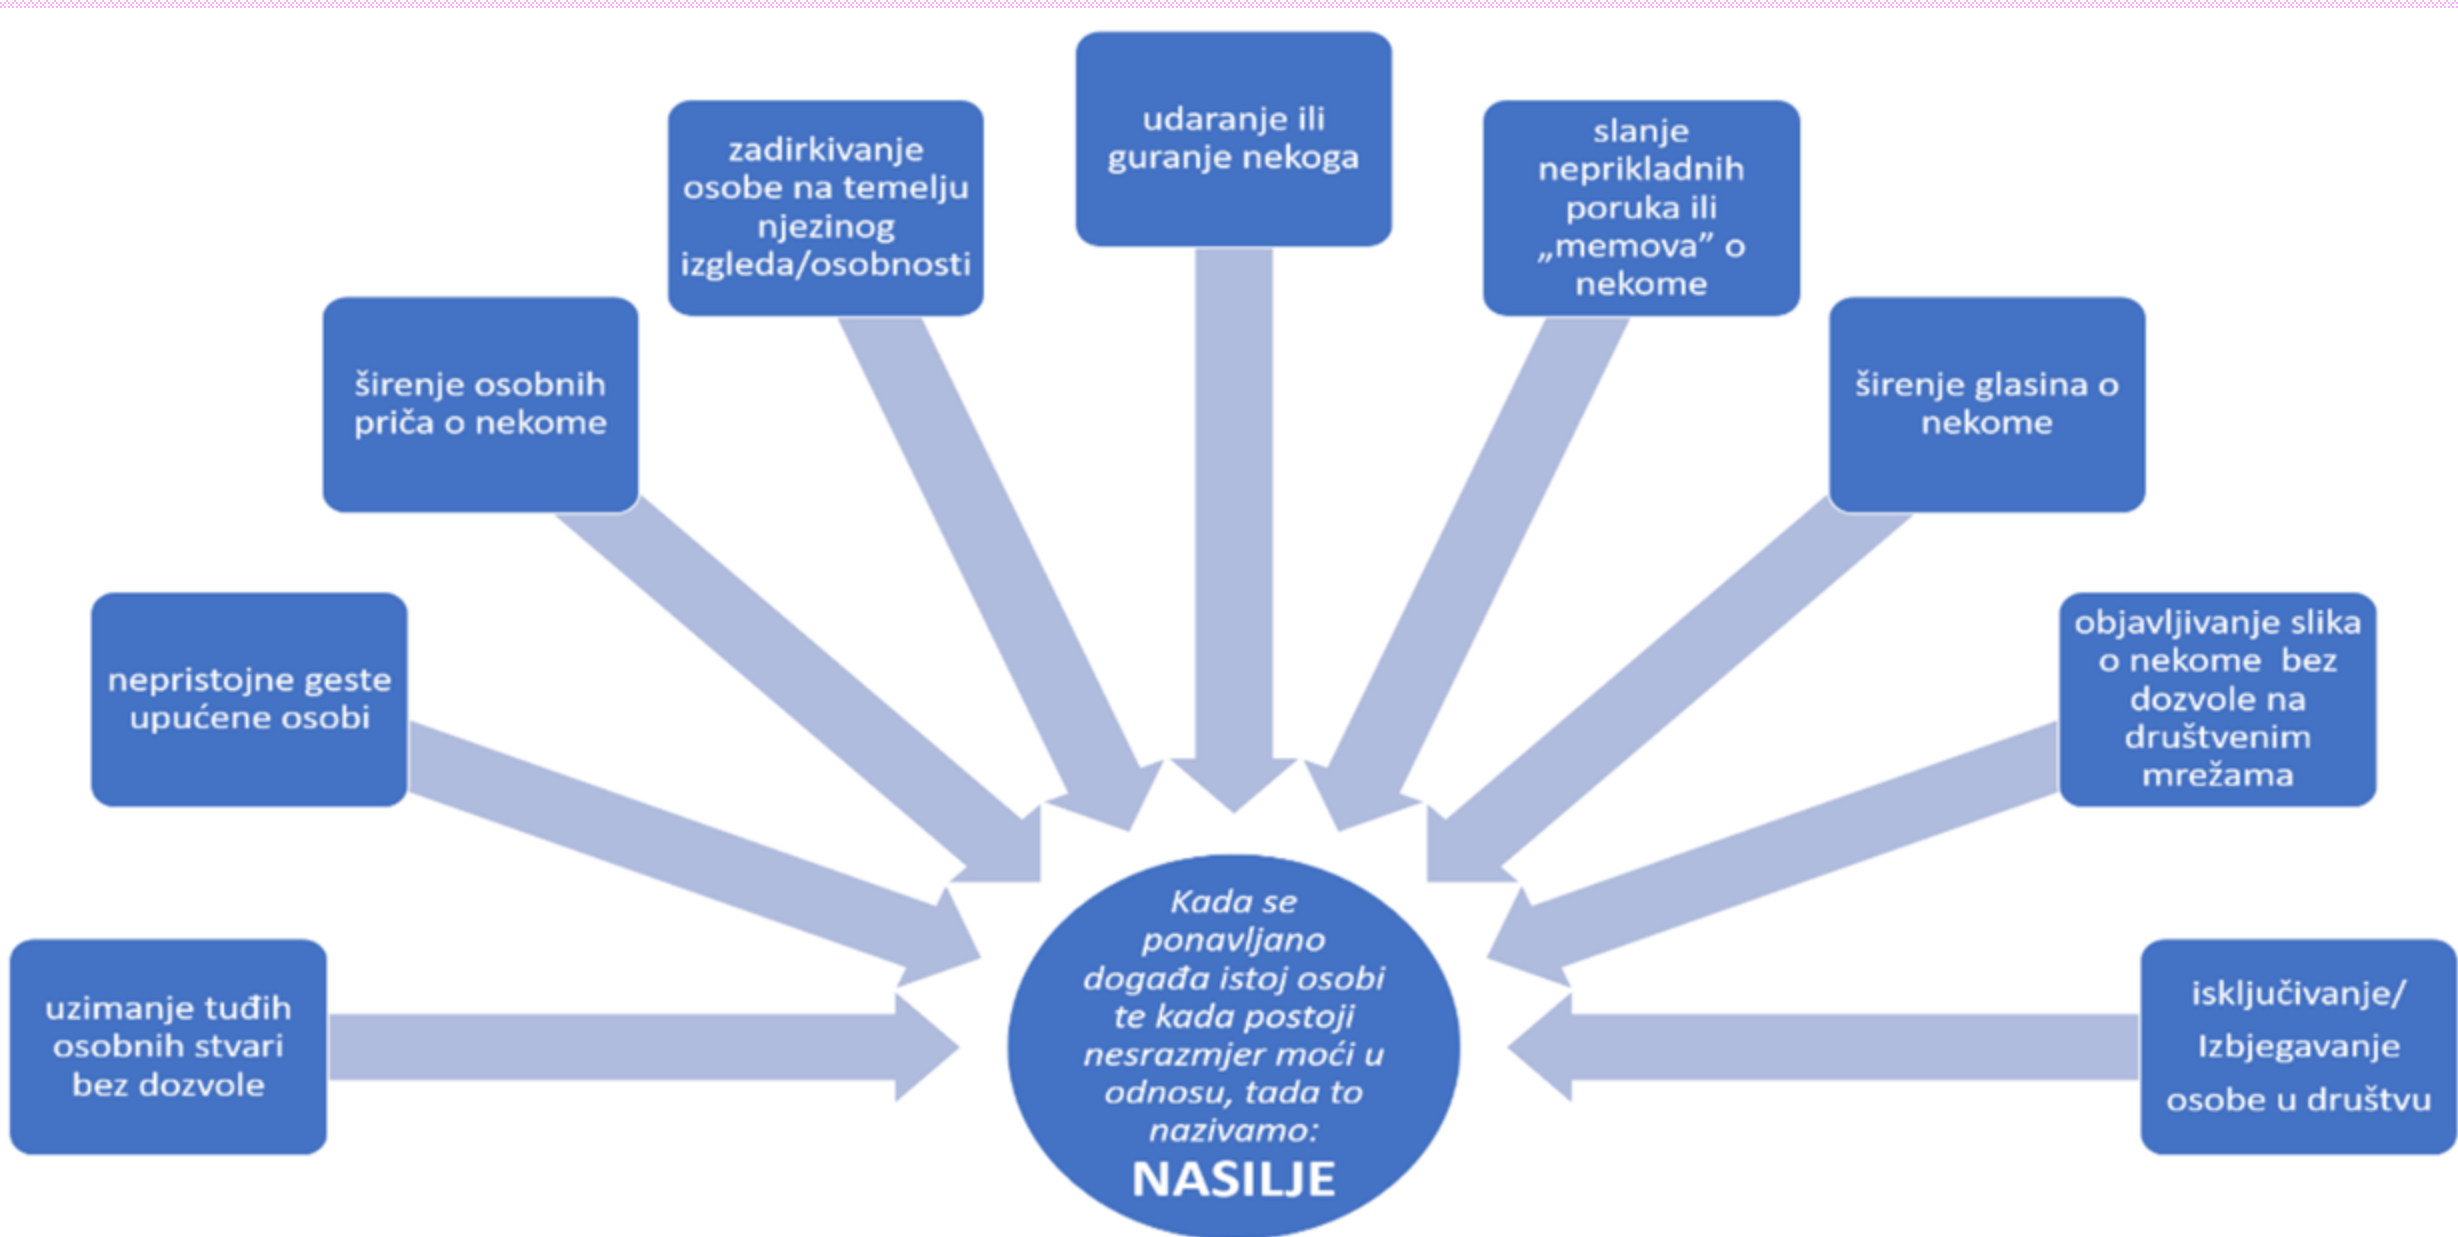 uzimanje tuđih
osobnih stvari
bez dozvole
nepristojne geste
upućene osobi
širenje osobnih
priča o nekome
zadirkivanje
osobe na temelju
njezinog
izgleda/osobnosti
udaranje ili
guranje nekoga
slanje
neprikladnih
poruka ili
„memova” o
nekome
širenje glasina o
nekome
objavljivanje slika
o nekome  bez
dozvole na
društvenim
mrežama
isključivanje/
Izbjegavanje
osobe u društvu
Kada se
ponavljano
događa istoj osobi
te kada postoji
nesrazmjer moći u
odnosu, tada to
nazivamo:
NASILJE